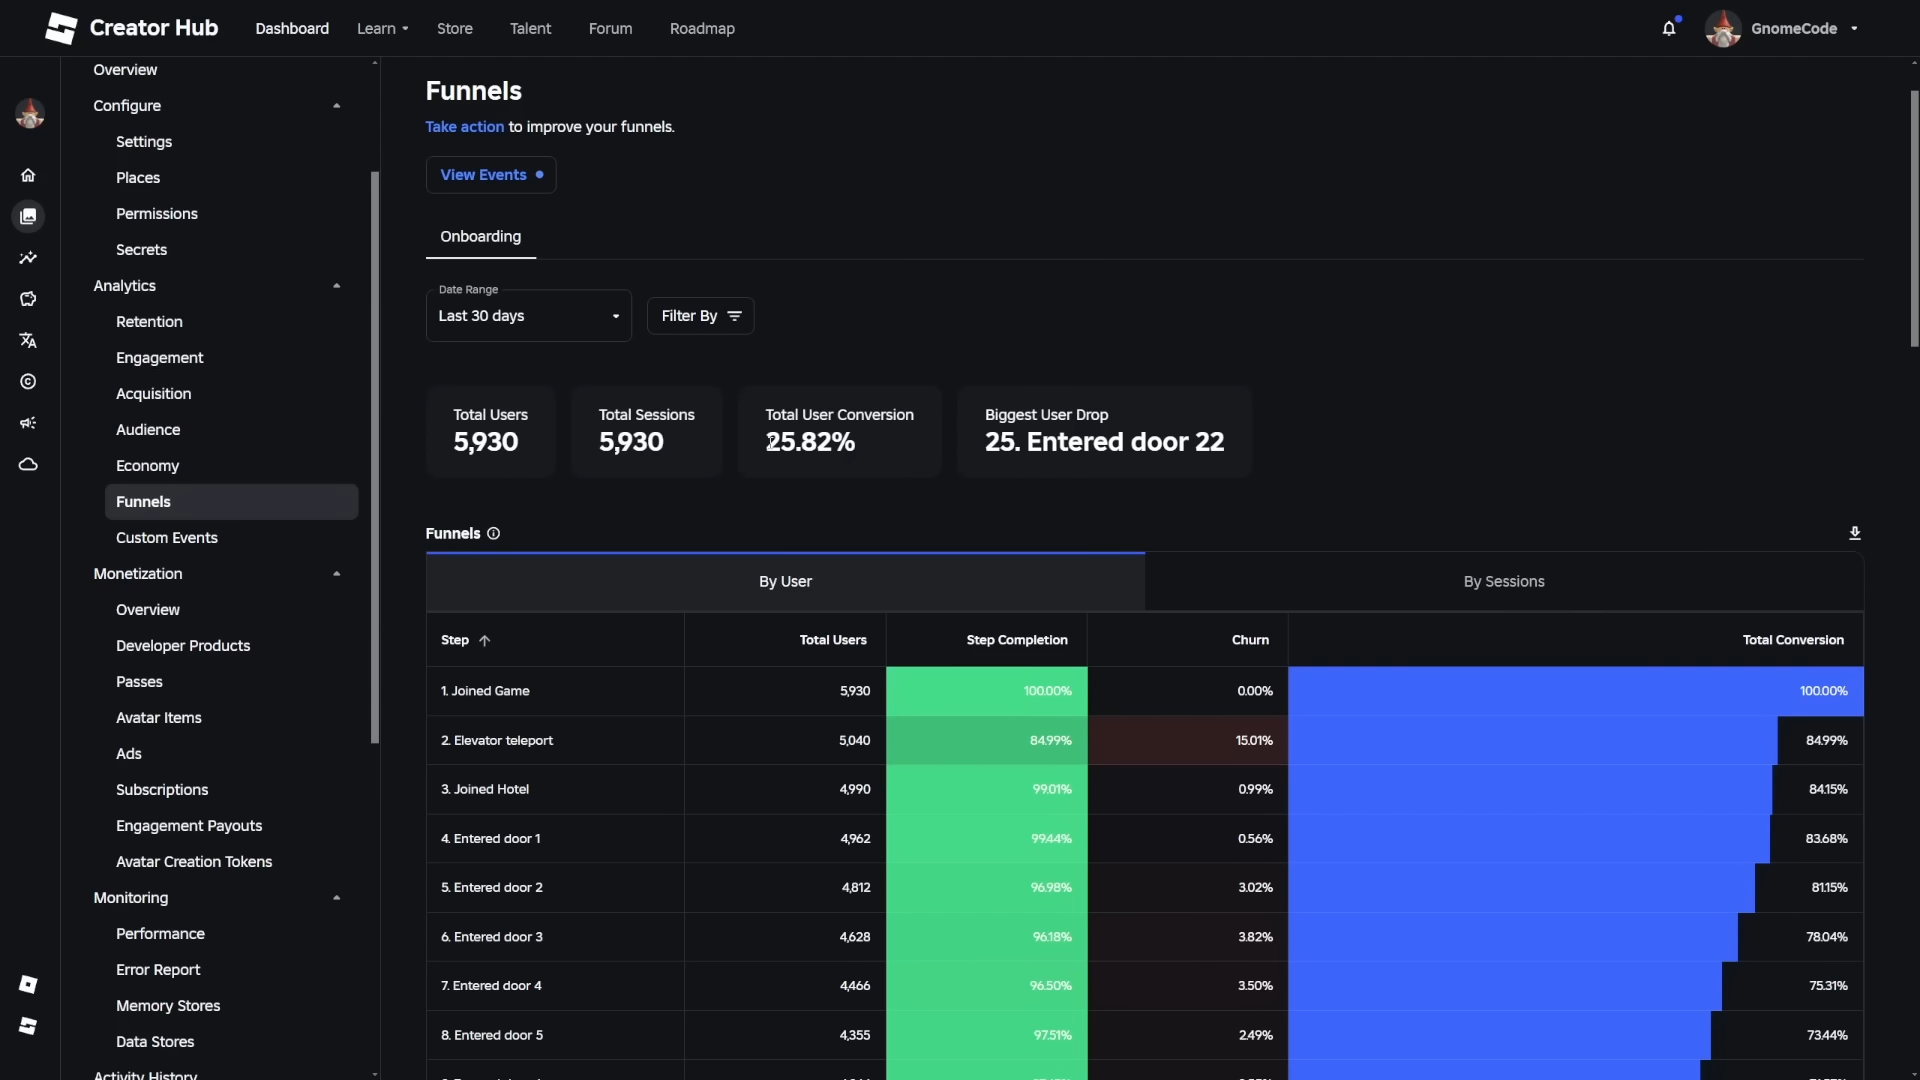 Creator Hub
Dashboard
Learn
Store
Talent
Forum
Roadmap
GnomeCode
Overview
Configure
Settings
Places
Permissions
Secrets
Analytics
Retention
Engagement
Acquisition
Audience
Economy
Funnels
Custom Events
Monetization
Overview
Developer Products
Passes
Avatar Items
Ads
Subscriptions
Engagement Payouts
Avatar Creation Tokens
Monitoring
Performance
Error Report
Memory Stores
Data Stores
Activity History
Funnels
Take action to improve your funnels.
View Events
Onboarding
Date Range
Last 30 days
Filter By
Total Users
5,930
Total Sessions
5,930
Total User Conversion
25.82%
Biggest User Drop
25. Entered door 22
Funnels
By User
By Sessions
Step Total Users Step Completion Churn Total Conversion
1. Joined Game 5,930 100.00% 0.00% 100.00%
2. Elevator teleport 5,040 84.99% 15.01% 84.99%
3. Joined Hotel 4,990 99.01% 0.99% 84.15%
4. Entered door 1 4,962 99.44% 0.56% 83.68%
5. Entered door 2 4,812 96.98% 3.02% 81.15%
6. Entered door 3 4,628 96.18% 3.82% 78.04%
7. Entered door 4 4,466 96.50% 3.50% 75.31%
8. Entered door 5 4,355 97.51% 2.49% 73.44%